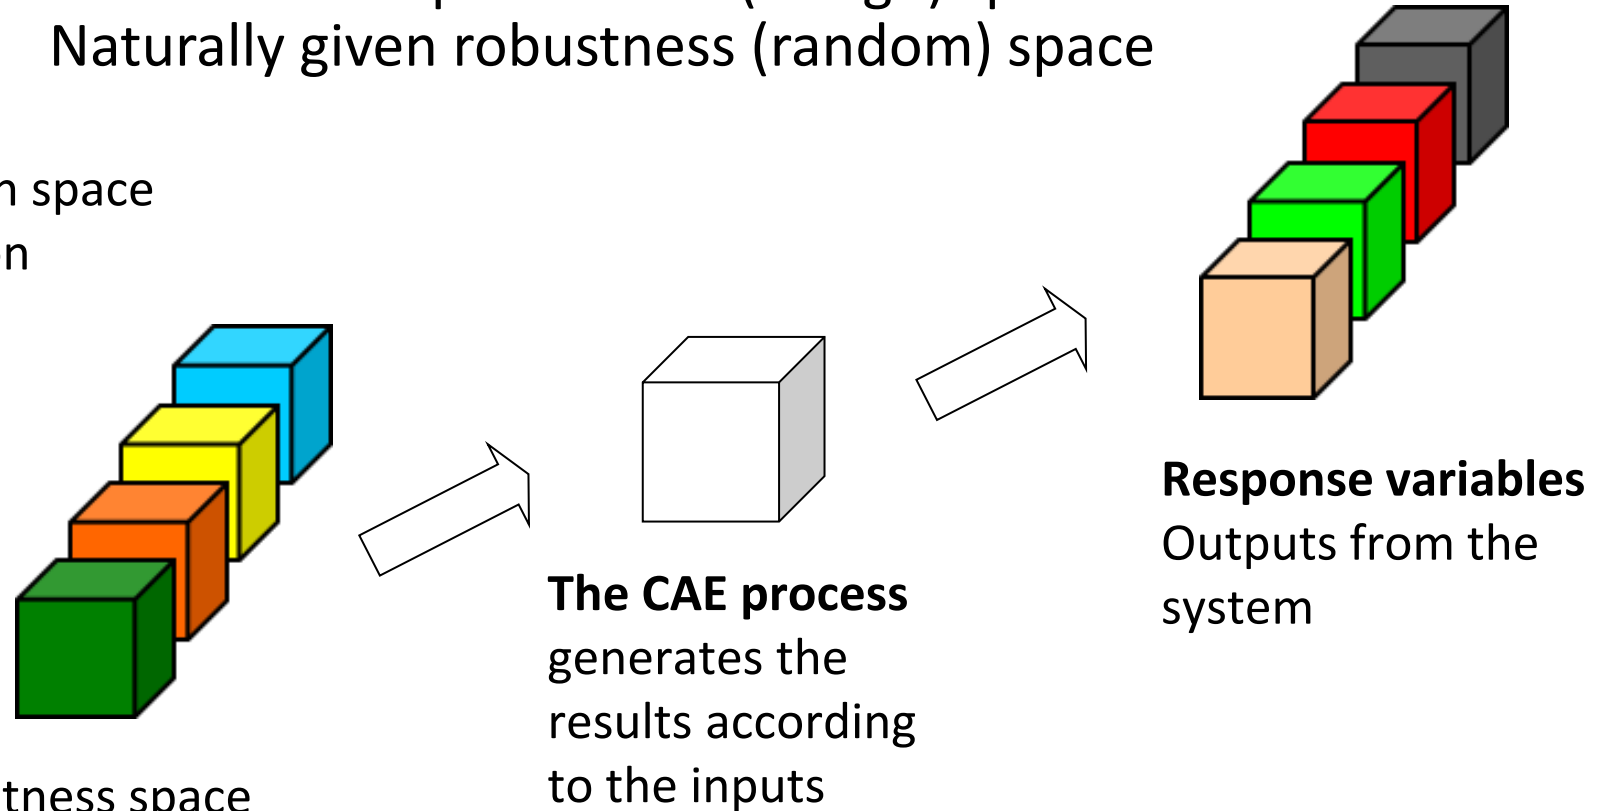 Naturally given robustness (random) space
space
Response variables
Outputs from the
system
The CAE process
generates the
results according
to the inputs
space